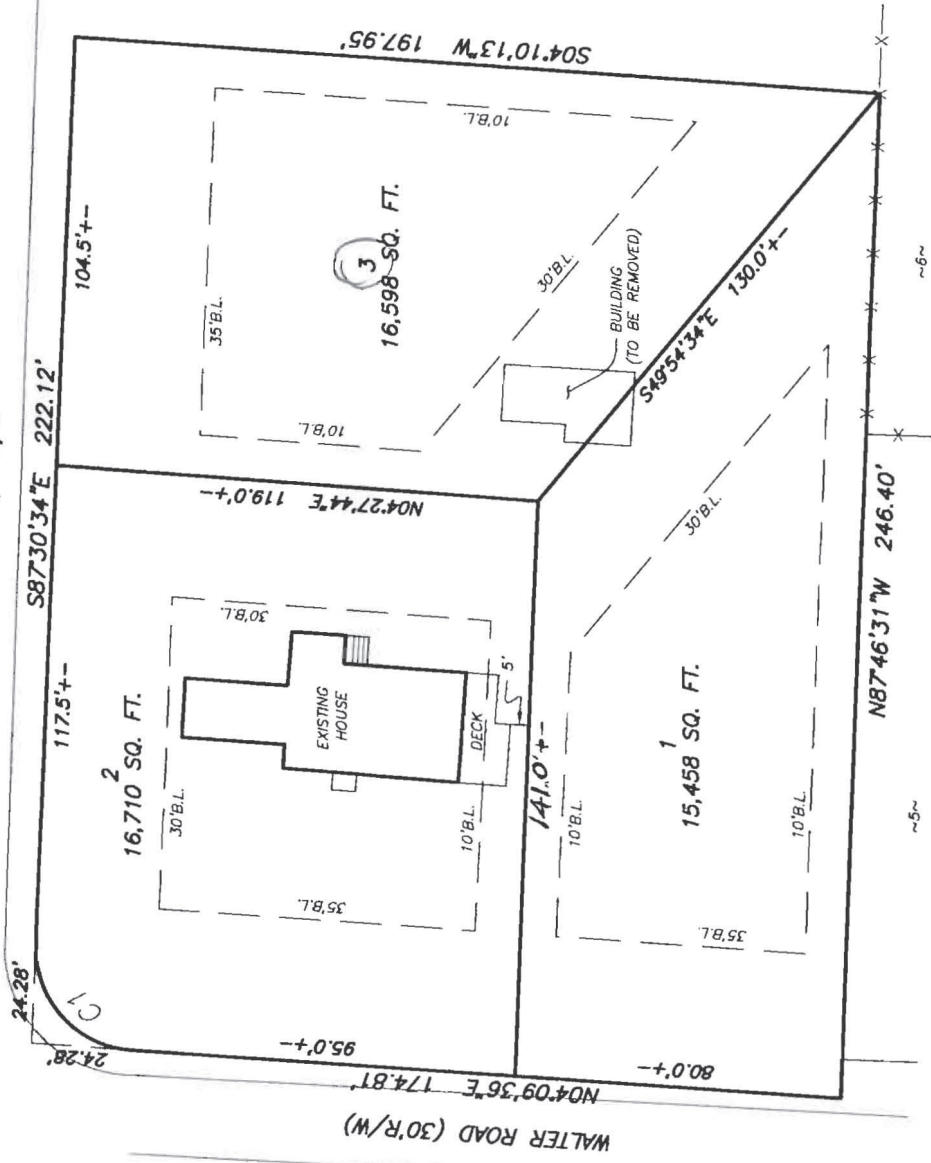 S87°30'34"E 222.12'
104.5'+-
117.5'+-
24.28'
24.28'
C1
S04°10'13"W 197.95'
35'B.L.
10'B.L.
3
16,598 SQ. FT.
10'B.L.
30'B.L.
BUILDING
(TO BE REMOVED)
S49°54'34"E 130.0'+-
N04°27'44"E 119.0'+-
2
16,710 SQ. FT.
30'B.L.
30'B.L.
EXISTING
HOUSE
DECK
5'
10'B.L.
35'B.L.
95.0'+-
141.0'+-
30'B.L.
10'B.L.
1
15,458 SQ. FT.
10'B.L.
35'B.L.
80.0'+-
N04°09'36"E 174.81'
WALTER ROAD (30'R/W)
N87°46'31"W 246.40'
~5~
~6~